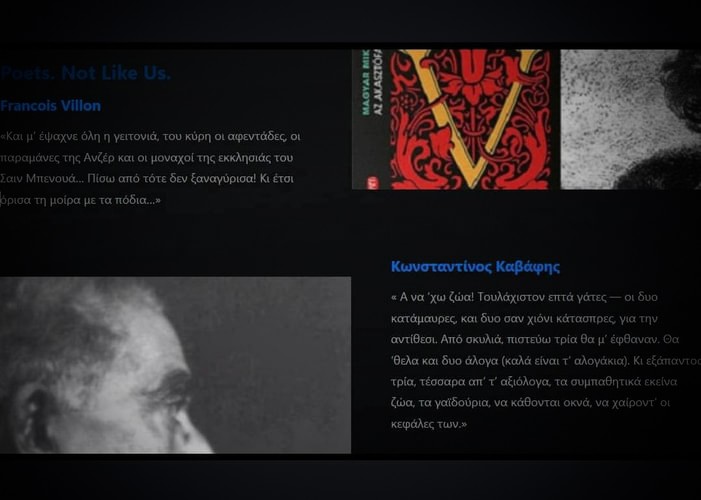 Poets. Not Like Us.
Francois Villon
«Και μ' έψαχνε όλη η γειτονιά, του κύρη οι αφεντάδες, οι
παραμάνες της Ανζέρ και οι μοναχοί της εκκλησιάς του
Σαιν Μπενουά... Πίσω από τότε δεν ξαναγύρισα! Κι έτσι
όρισα τη μοίρα με τα πόδια...»
MAGYAR MIK
AZ AKASZTÓFA
Κωνσταντίνος Καβάφης
« Α να 'χω ζώα! Τουλάχιστον επτά γάτες — οι δυο
κατάμαυρες, και δυο σαν χιόνι κάτασπρες, για την
αντίθεσι. Από σκυλιά, πιστεύω τρία θα μ' έφθαναν. Θα
'θελα και δυο άλογα (καλά είναι τ' αλογάκια). Κι εξάπαντος
τρία, τέσσαρα απ' τ' αξιόλογα, τα συμπαθητικά εκείνα
ζώα, τα γαϊδούρια, να κάθονται οκνά, να χαίροντ' οι
κεφάλες των.»